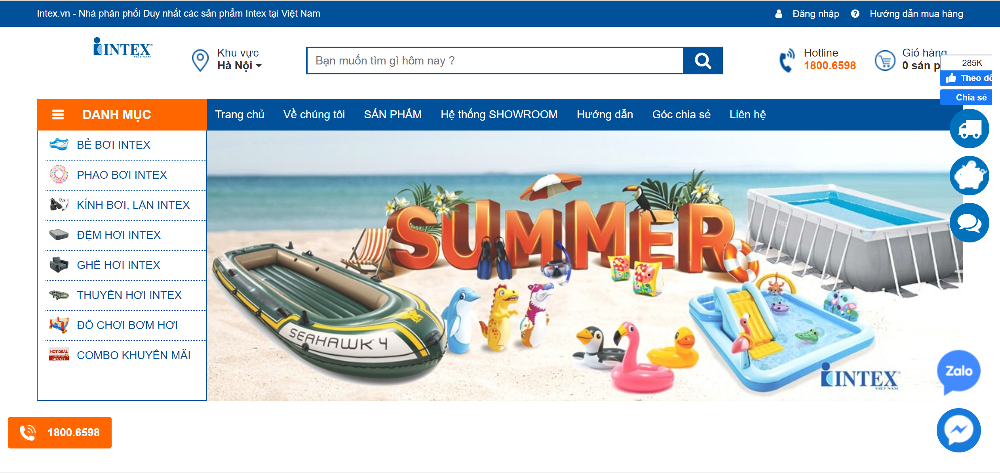 Intex.vn - Nhà phân phối Duy nhất các sản phẩm Intex tại Việt Nam
Đăng nhập
Hướng dẫn mua hàng
INTEX®
VIỆT NAM
Khu vực
Hà Nội
Bạn muốn tìm gì hôm nay ?
Hotline
1800.6598
Giỏ hàng
0 sản p
285K
Theo dõ
Chia sẻ
DANH MỤC
Trang chủ
Về chúng tôi
SẢN PHẨM
Hệ thống SHOWROOM
Hướng dẫn
Góc chia sẻ
Liên hệ
BỂ BƠI INTEX
PHAO BƠI INTEX
KÍNH BƠI, LẶN INTEX
ĐỆM HƠI INTEX
GHẾ HƠI INTEX
THUYỀN HƠI INTEX
ĐỒ CHƠI BƠM HƠI
HOT DEAL
50% OFF
COMBO KHUYẾN MÃI
SUMMER
SEAHAWK 4
INTEX
VIỆT NAM
Zalo
1800.6598